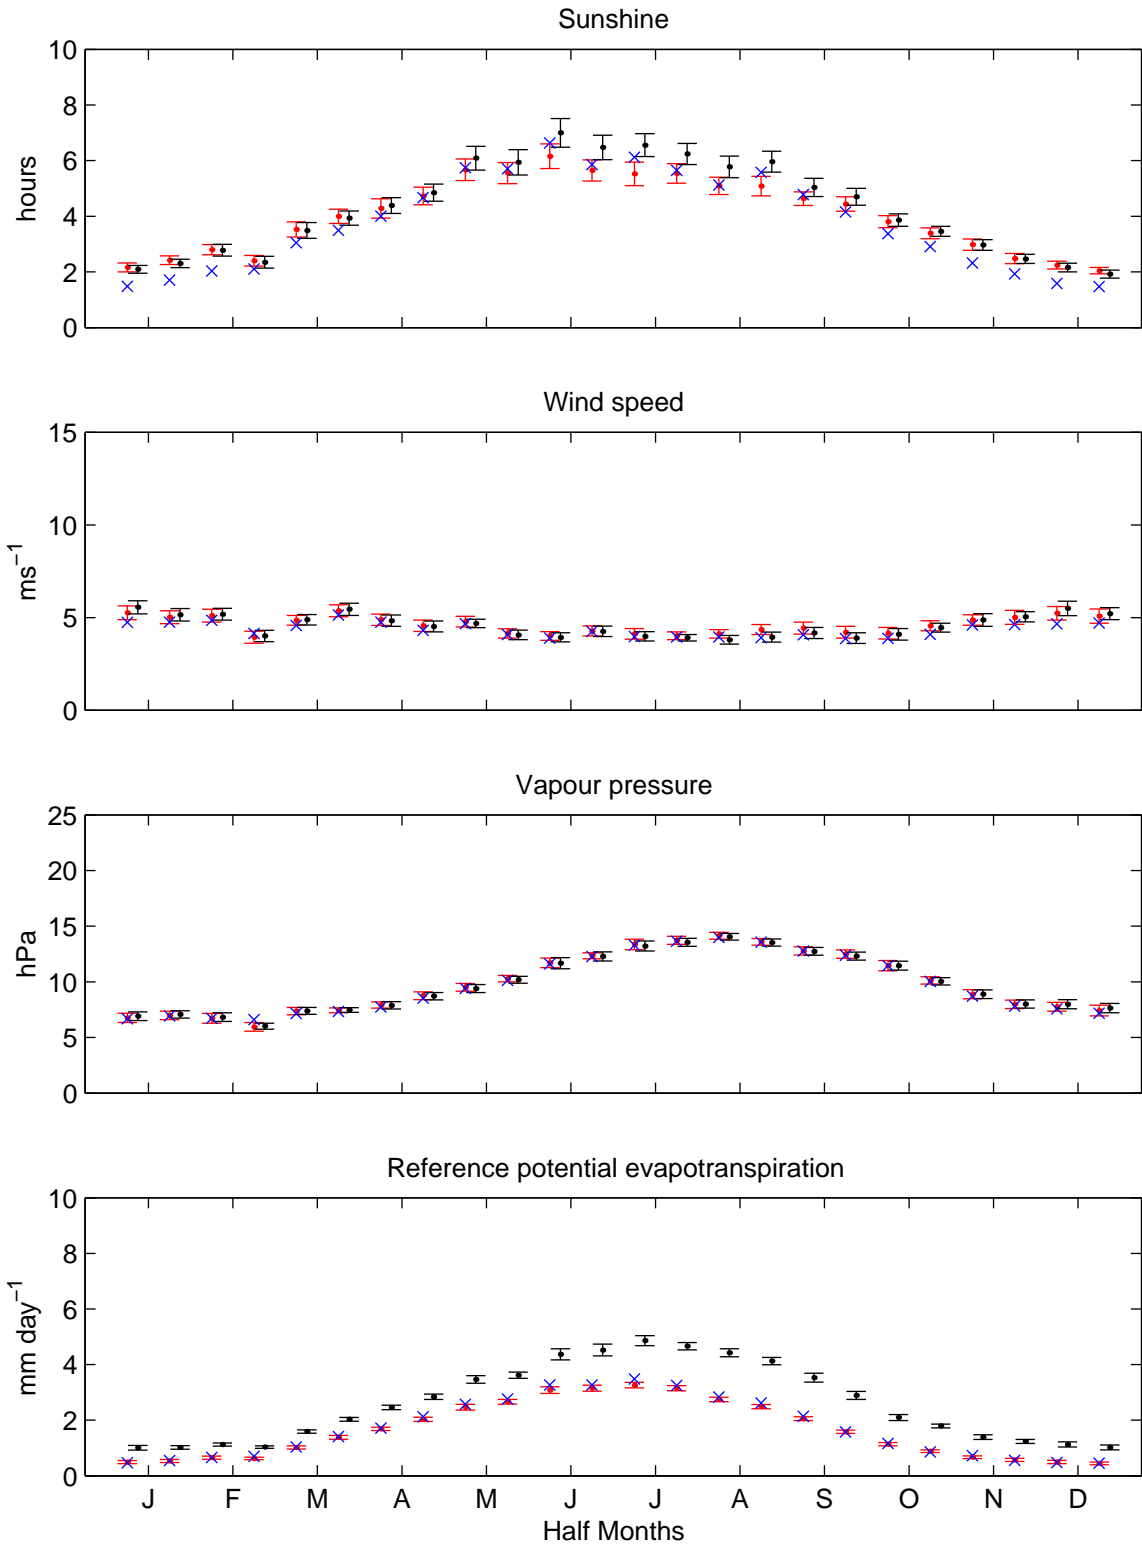 Sunshine
10
8
6
4
2
0
hours
Wind speed
15
10
5
0
ms−1
Vapour pressure
25
20
15
10
5
0
hPa
Reference potential evapotranspiration
10
8
6
4
2
0
mm day−1
J F M A M J J A S O N D
Half Months